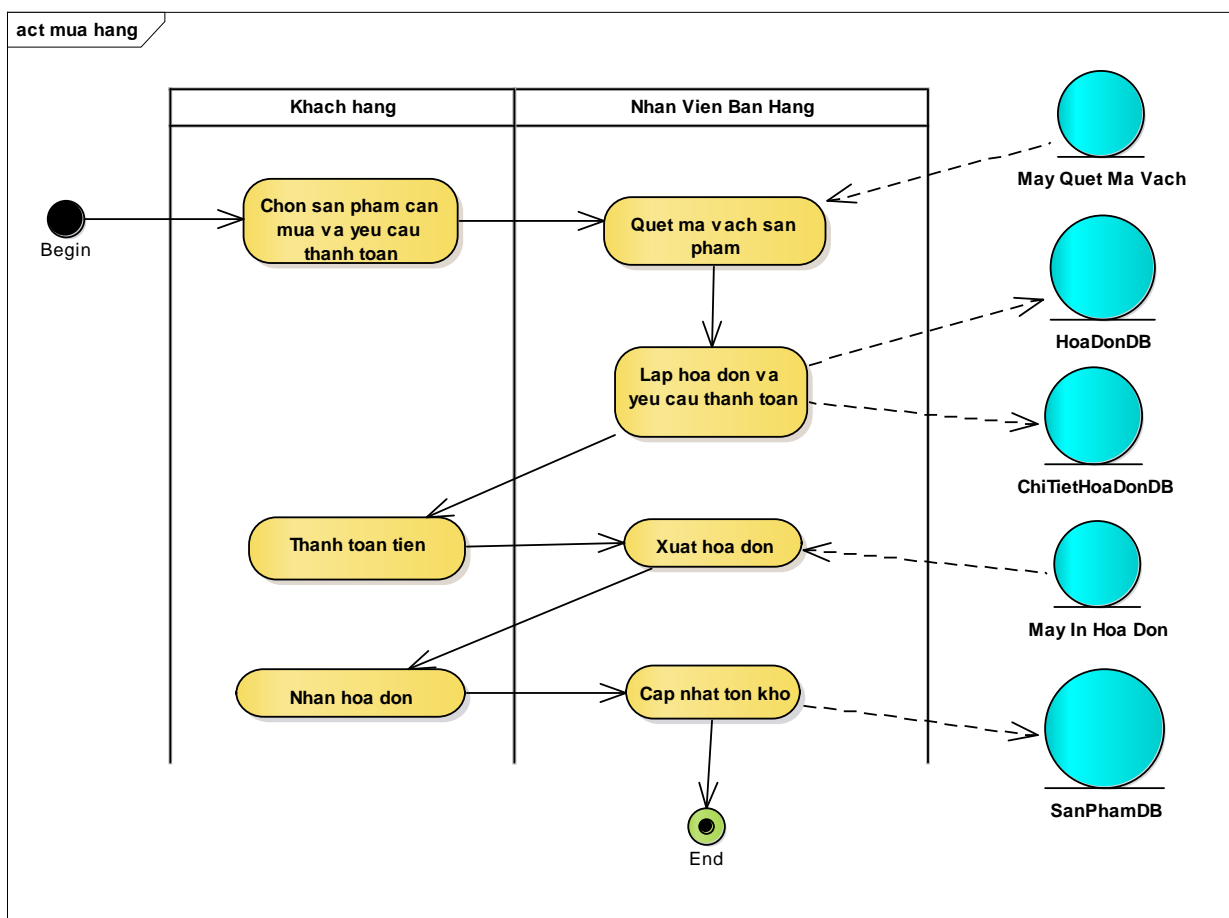 act mua hang
Khach hang
Nhan Vien Ban Hang
Begin
Chon san pham can
mua va yeu cau
thanh toan
Quet ma vach san
pham
May Quet Ma Vach
Lap hoa don va
yeu cau thanh toan
HoaDonDB
ChiTietHoaDonDB
Thanh toan tien
Xuat hoa don
May In Hoa Don
Nhan hoa don
Cap nhat ton kho
SanPhamDB
End